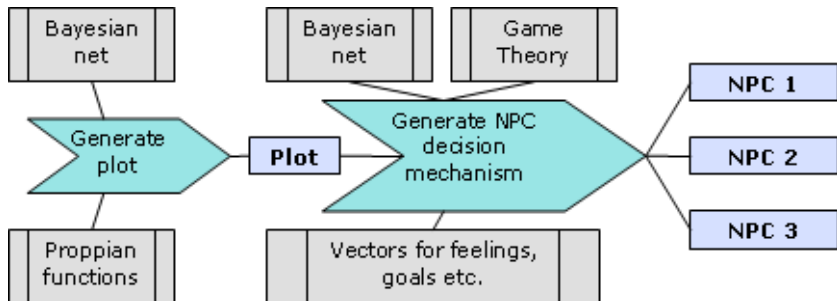 Bayesian
net
Bayesian
net
Game
Theory
Generate
plot
Plot
Generate NPC
decision
mechanism
NPC 1
NPC 2
NPC 3
Proppian
functions
Vectors for feelings,
goals etc.